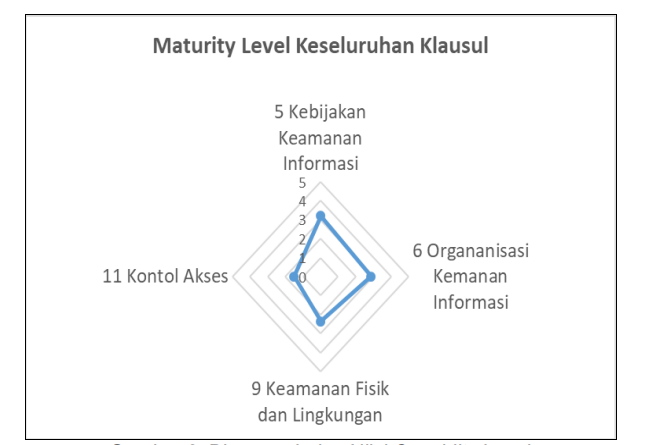 Maturity Level Keseluruhan Klausul
5 Kebijakan
Keamanan
Informasi
5
4
3
2
1
0
6 Organanisasi
Kemanan
Informasi
11 Kontol Akses
9 Keamanan Fisik
dan Lingkungan